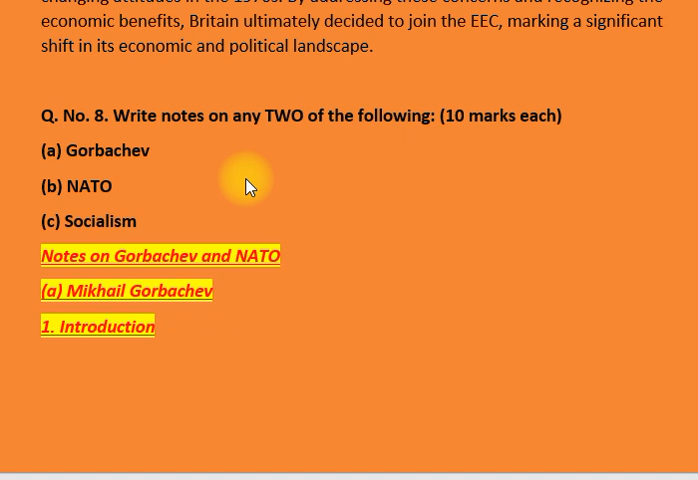 economic benefits, Britain ultimately decided to join the EEC, marking a significant
shift in its economic and political landscape.
Q. No. 8. Write notes on any TWO of the following: (10 marks each)
(a) Gorbachev
(b) NATO
(c) Socialism
Notes on Gorbachev and NATO
(a) Mikhail Gorbachev
1. Introduction